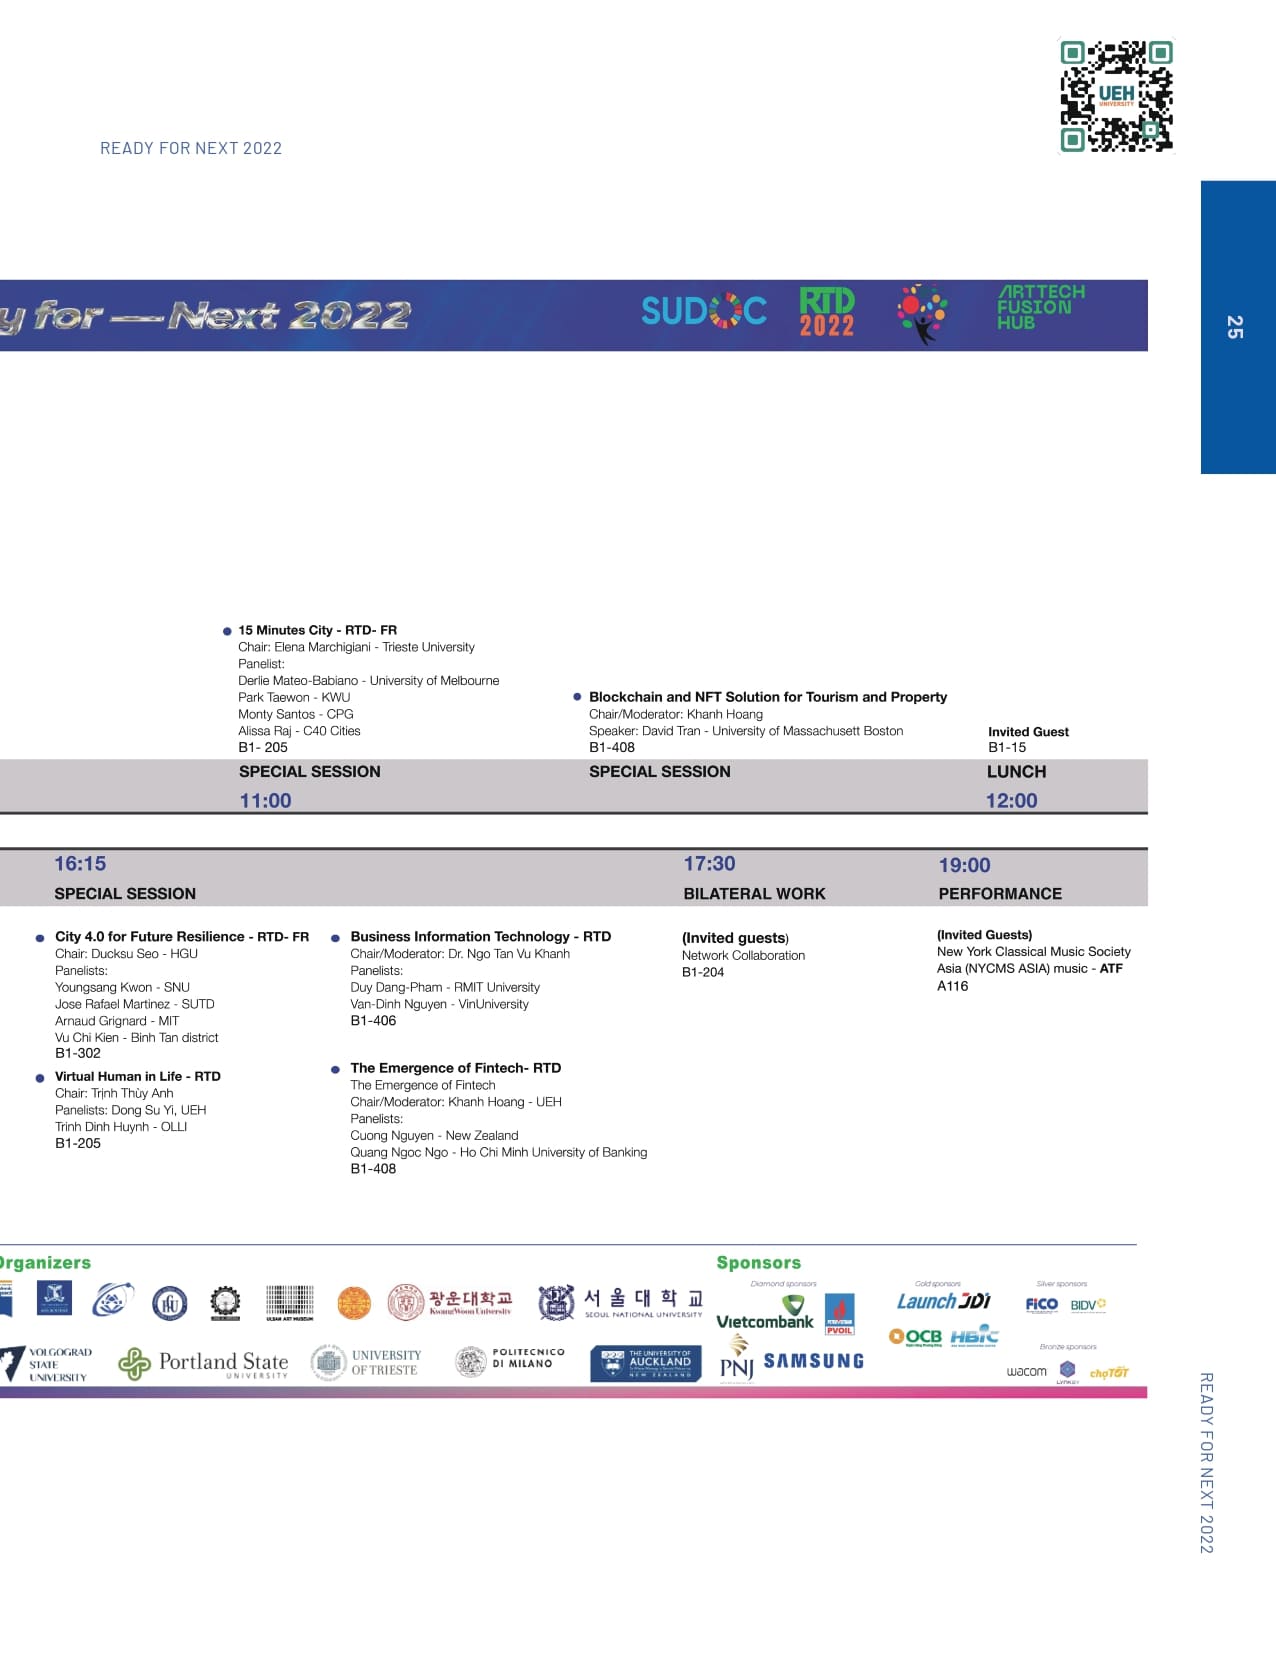 UEH
UNIVERSITY
READY FOR NEXT 2022
25
y for — Next 2022
SUDOC
RTD
2022
ARTTECH
FUSION
HUB
15 Minutes City - RTD- FR
Chair: Elena Marchigiani - Trieste University
Panelist:
Derlie Mateo-Babiano - University of Melbourne
Park Taewon - KWU
Monty Santos - CPG
Alissa Raj - C40 Cities
B1- 205
SPECIAL SESSION
11:00
Blockchain and NFT Solution for Tourism and Property
Chair/Moderator: Khanh Hoang
Speaker: David Tran - University of Massachusett Boston
B1-408
SPECIAL SESSION
Invited Guest
B1-15
LUNCH
12:00
16:15
SPECIAL SESSION
City 4.0 for Future Resilience - RTD- FR
Chair: Ducksu Seo - HGU
Panelists:
Youngsang Kwon - SNU
Jose Rafael Martinez - SUTD
Arnaud Grignard - MIT
Vu Chi Kien - Binh Tan district
B1-302
Virtual Human in Life - RTD
Chair: Trịnh Thùy Anh
Panelists: Dong Su Yi, UEH
Trinh Dinh Huynh - OLLI
B1-205
Business Information Technology - RTD
Chair/Moderator: Dr. Ngo Tan Vu Khanh
Panelists:
Duy Dang-Pham - RMIT University
Van-Dinh Nguyen - VinUniversity
B1-406
The Emergence of Fintech- RTD
The Emergence of Fintech
Chair/Moderator: Khanh Hoang - UEH
Panelists:
Cuong Nguyen - New Zealand
Quang Ngoc Ngo - Ho Chi Minh University of Banking
B1-408
17:30
BILATERAL WORK
(Invited guests)
Network Collaboration
B1-204
19:00
PERFORMANCE
(Invited Guests)
New York Classical Music Society
Asia (NYCMS ASIA) music - ATF
A116
Organizers
ULSAN ART MUSEUM
광운대학교
KwangWoon University
서울대학교
SEOUL NATIONAL UNIVERSITY
VOLGOGRAD
STATE
UNIVERSITY
Portland State
UNIVERSITY
UNIVERSITY
OF TRIESTE
POLITECNICO
DI MILANO
THE UNIVERSITY OF
AUCKLAND
NEW ZEALAND
Sponsors
Diamond sponsors
Vietcombank
PVOIL
PNJ
SAMSUNG
Gold sponsors
Launch JDi
OCB
HBIC
Silver sponsors
FiCO
BIDV
Bronze sponsors
wacom
chợTỐT
READY FOR NEXT 2022